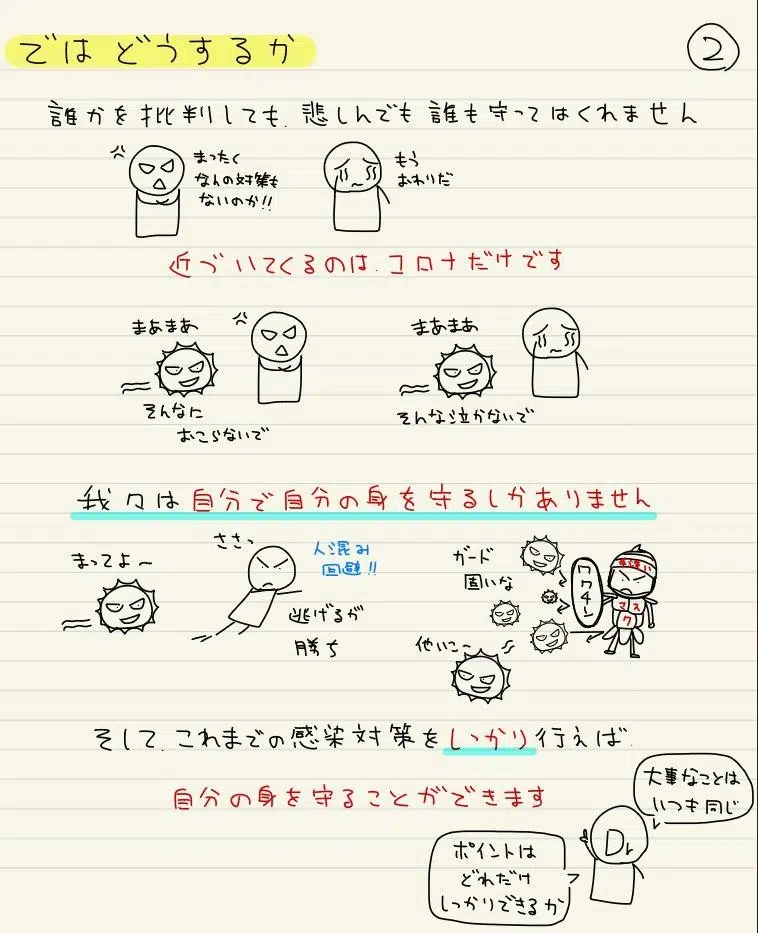 ではどうするか
②
誰かを批判しても、悲しんでも誰も守ってはくれません
まったく
なんの対策も
ないのか!!
もう
おわりだ
近づいてくるのは、コロナだけです
まあまあ
そんなに
おこらないで
まあまあ
そんな泣かないで
我々は自分で自分の身を守るしかありません
まってよ〜
ささっ
人混み
回避!!
逃げるが
勝ち
ガード
固いな
他いこ〜
ワクチン
手洗い
マスク
そして、これまでの感染対策をしっかり行えば、
自分の身を守ることができます
大事なことは
いつも同じ
Dr
ポイントは
どれだけ
しっかりできるか